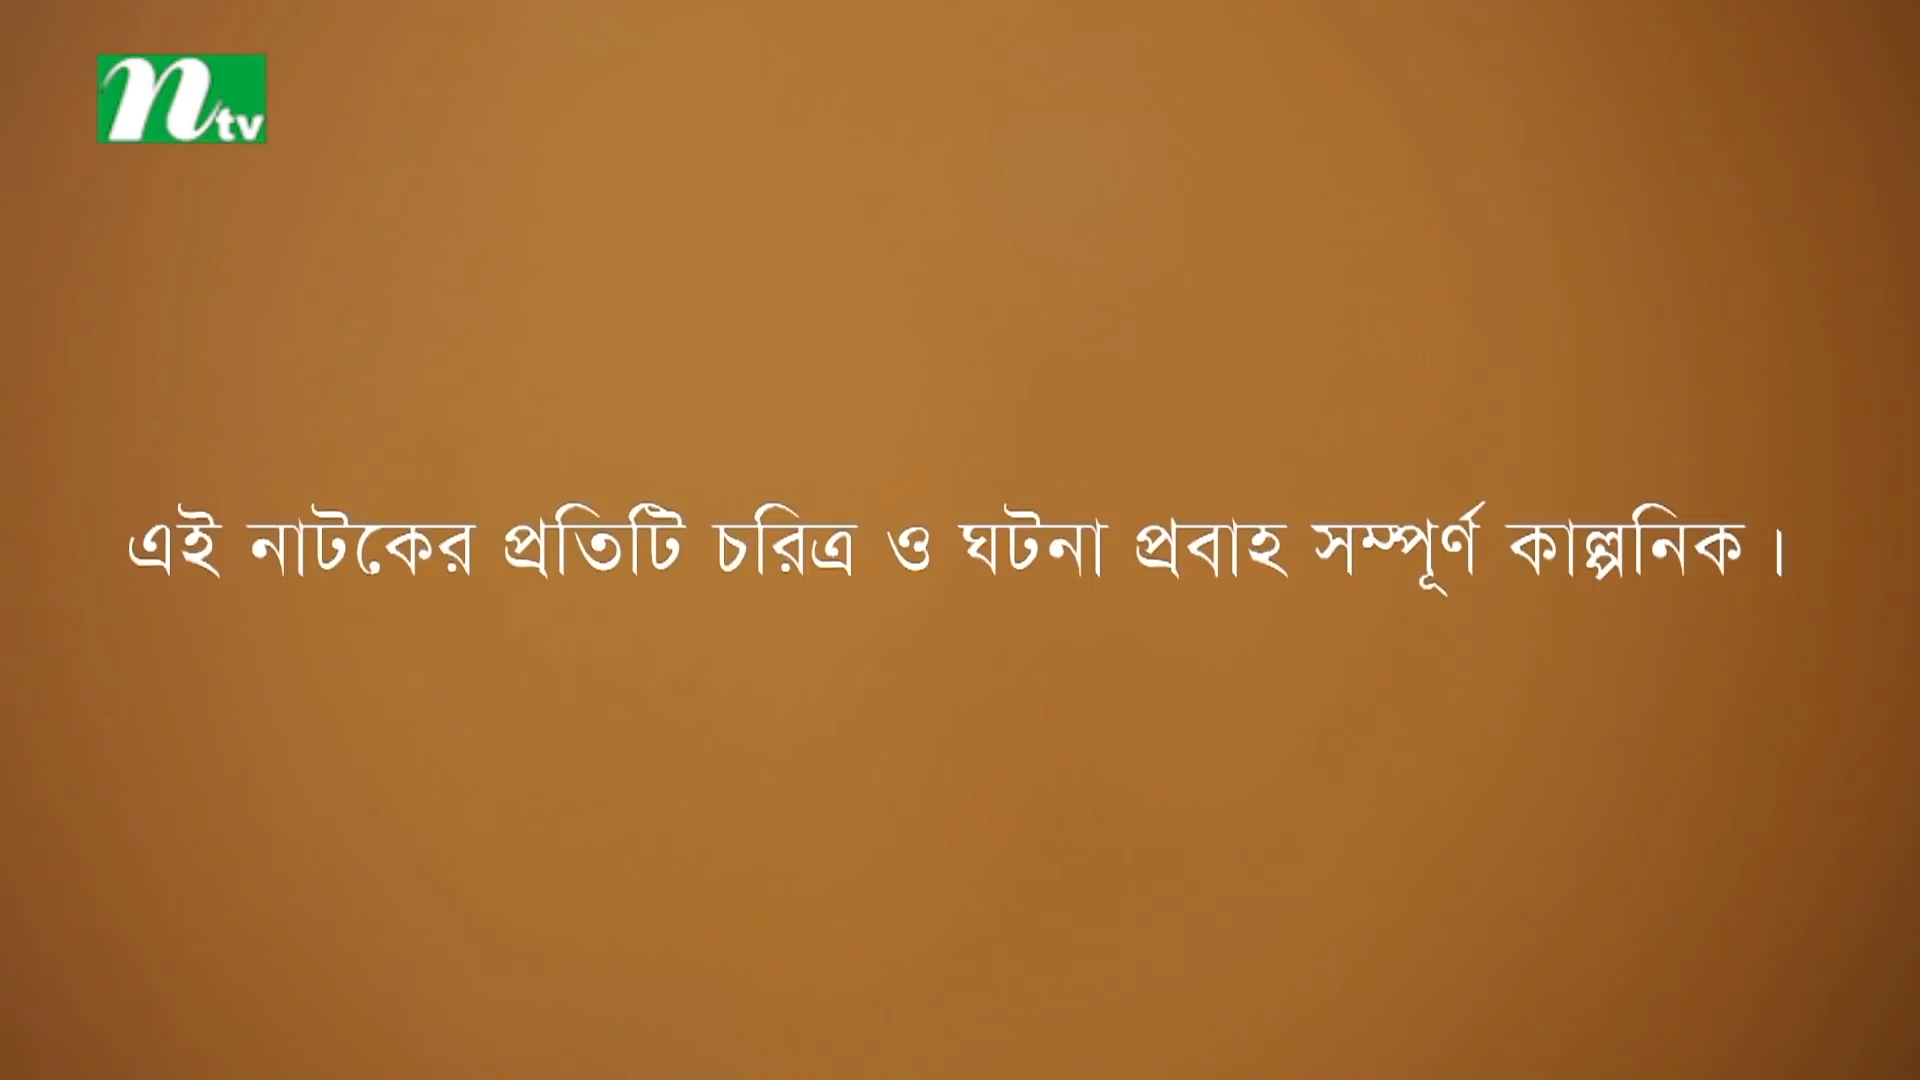 ntv
এই নাটকের প্রতিটি চরিত্র ও ঘটনা প্রবাহ সম্পূর্ণ কাল্পনিক।